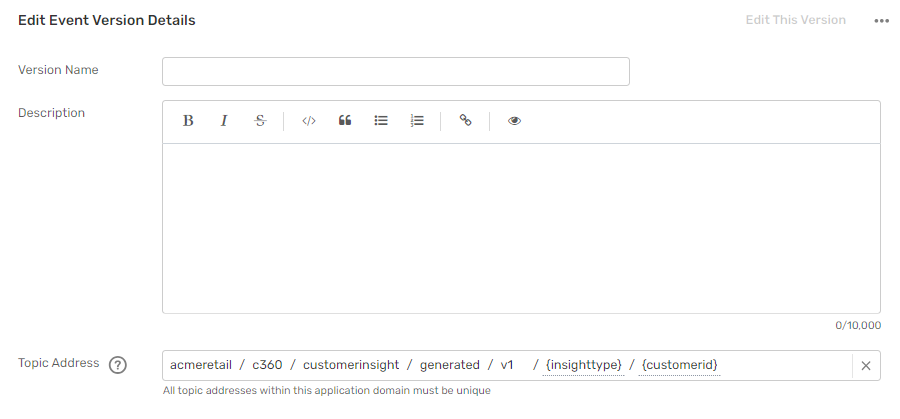 Edit Event Version Details Edit This Version •••
Version Name
Description
B I S </> “ 
0/10,000
Topic Address ? acmeretail / c360 / customerinsight / generated / v1 / {insighttype} / {customerid} ×
All topic addresses within this application domain must be unique